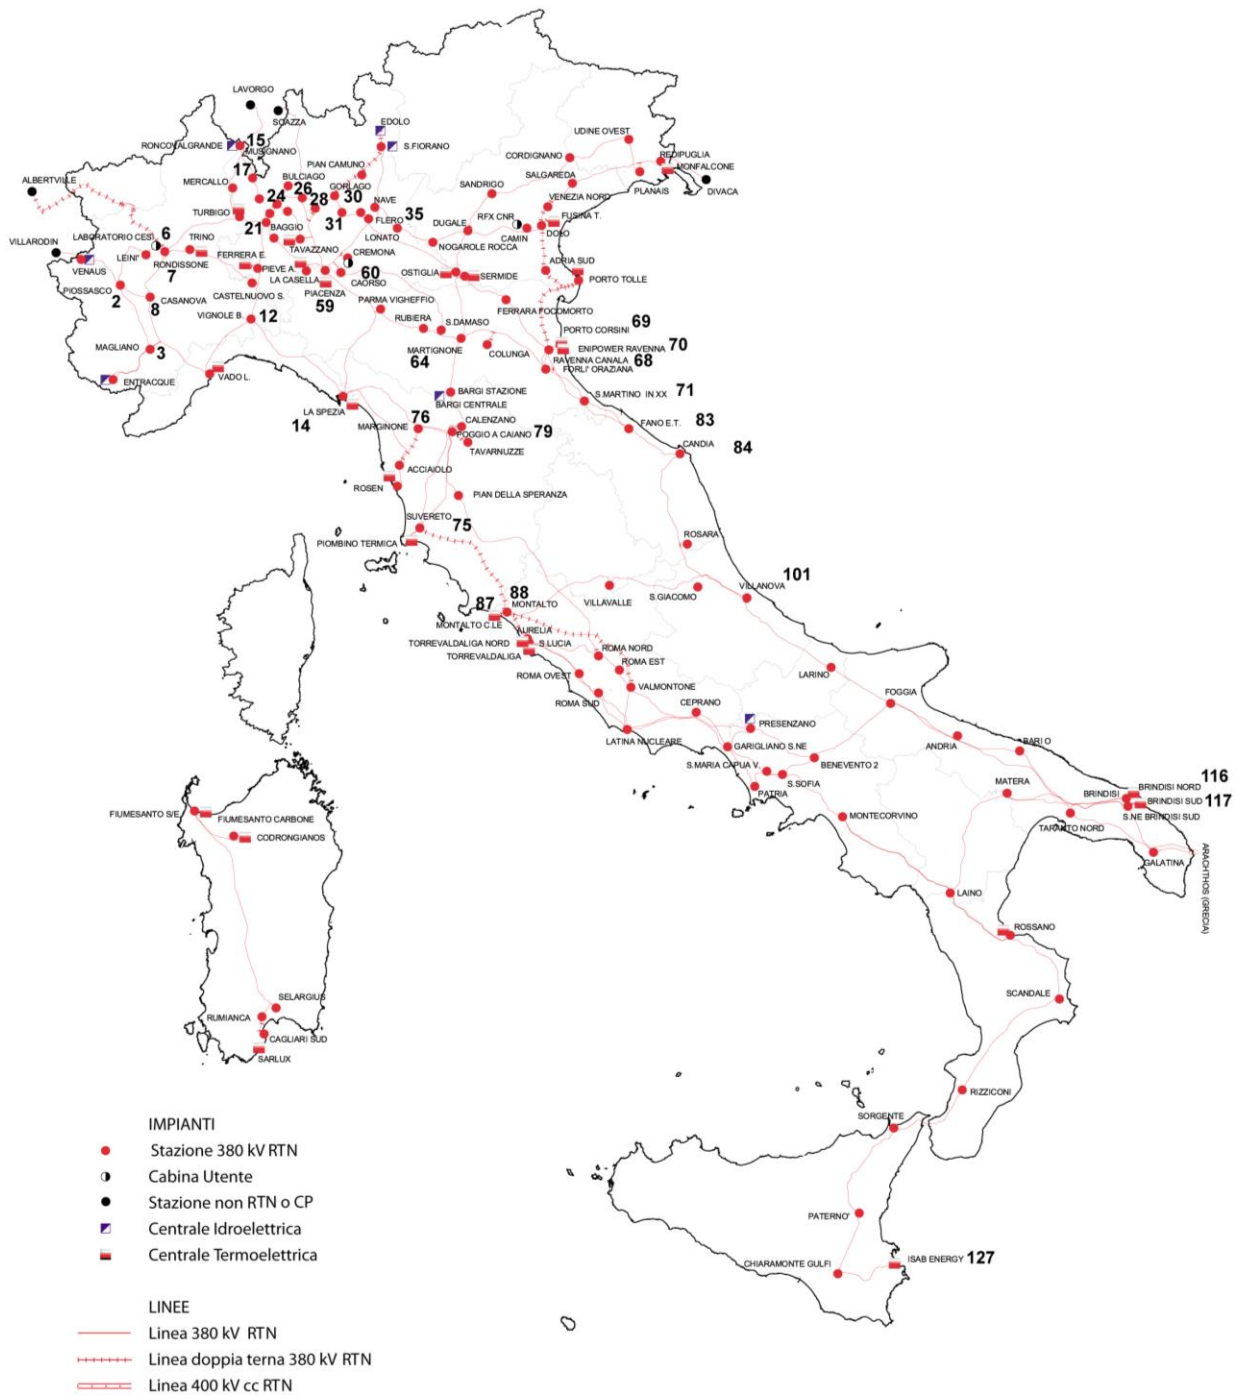 LAVORGO
SOAZZA
EDOLO
RONCOVALGRANDE
15
MUSIGNANO
S.FIORANO
UDINE OVEST
CORDIGNANO
REDIPUGLIA
MONFALCONE
ALBERTVILLE
17
PIAN CAMUNO
BULCIAGO
SALGAREDA
DIVACA
MERCALLO
26
GORLAGO
SANDRIGO
PLANAIS
24
28
30
NAVE
VENEZIA NORD
TURBIGO
31
FLERO
35
DUGALE
RFX CNR
FUSINA T.
VILLARODIN
LABORATORIO CESI
6
21
BAGGIO
LONATO
CAMIN
DOLO
TRINO
TAVAZZANO
NOGAROLE ROCCA
LEINI'
RONDISSONE
FERRERA E.
CREMONA
ADRIA SUD
VENAUS
7
PIEVE A.
60
OSTIGLIA
SERMIDE
PORTO TOLLE
PIOSSASCO
LA CASELLA
CAORSO
2
8
CASANOVA
CASTELNUOVO S.
PIACENZA
59
PARMA VIGHEFFIO
FERRARA FOCOMORTO
VIGNOLE B.
12
RUBIERA
S.DAMASO
PORTO CORSINI
69
MAGLIANO
3
MARTIGNONE
64
COLUNGA
ENIPOWER RAVENNA
70
RAVENNA CANALA
68
ENTRACQUE
VADO L.
FORLI' ORAZIANA
BARGI STAZIONE
S.MARTINO IN XX
71
BARGI CENTRALE
LA SPEZIA
14
MARGINONE
76
CALENZANO
POGGIO A CAIANO
79
FANO E.T.
83
TAVARNUZZE
CANDIA
84
ACCIAIOLO
ROSEN
PIAN DELLA SPERANZA
SUVERETO
75
PIOMBINO TERMICA
ROSARA
101
VILLANOVA
88
87
MONTALTO
VILLAVALLE
S.GIACOMO
MONTALTO C.LE
AURELIA
TORREVALDALIGA NORD
S.LUCIA
ROMA NORD
TORREVALDALIGA
ROMA EST
ROMA OVEST
VALMONTONE
LARINO
ROMA SUD
CEPRANO
FOGGIA
PRESENZANO
LATINA NUCLEARE
GARIGLIANO S.NE
ANDRIA
BARI O
S.MARIA CAPUA V.
BENEVENTO 2
S.SOFIA
MATERA
116
PATRIA
BRINDISI NORD
BRINDISI
BRINDISI SUD
117
MONTECORVINO
S.NE BRINDISI SUD
TARANTO NORD
GALATINA
ARACHTHOS (GRECIA)
FIUMESANTO S/E
FIUMESANTO CARBONE
CODRONGIANOS
LAINO
ROSSANO
SCANDALE
SELARGIUS
RUMIANCA
CAGLIARI SUD
SARLUX
RIZZICONI
SORGENTE
PATERNO'
CHIARAMONTE GULFI
ISAB ENERGY
127
IMPIANTI
Stazione 380 kV RTN
Cabina Utente
Stazione non RTN o CP
Centrale Idroelettrica
Centrale Termoelettrica
LINEE
Linea 380 kV RTN
Linea doppia terna 380 kV RTN
Linea 400 kV cc RTN